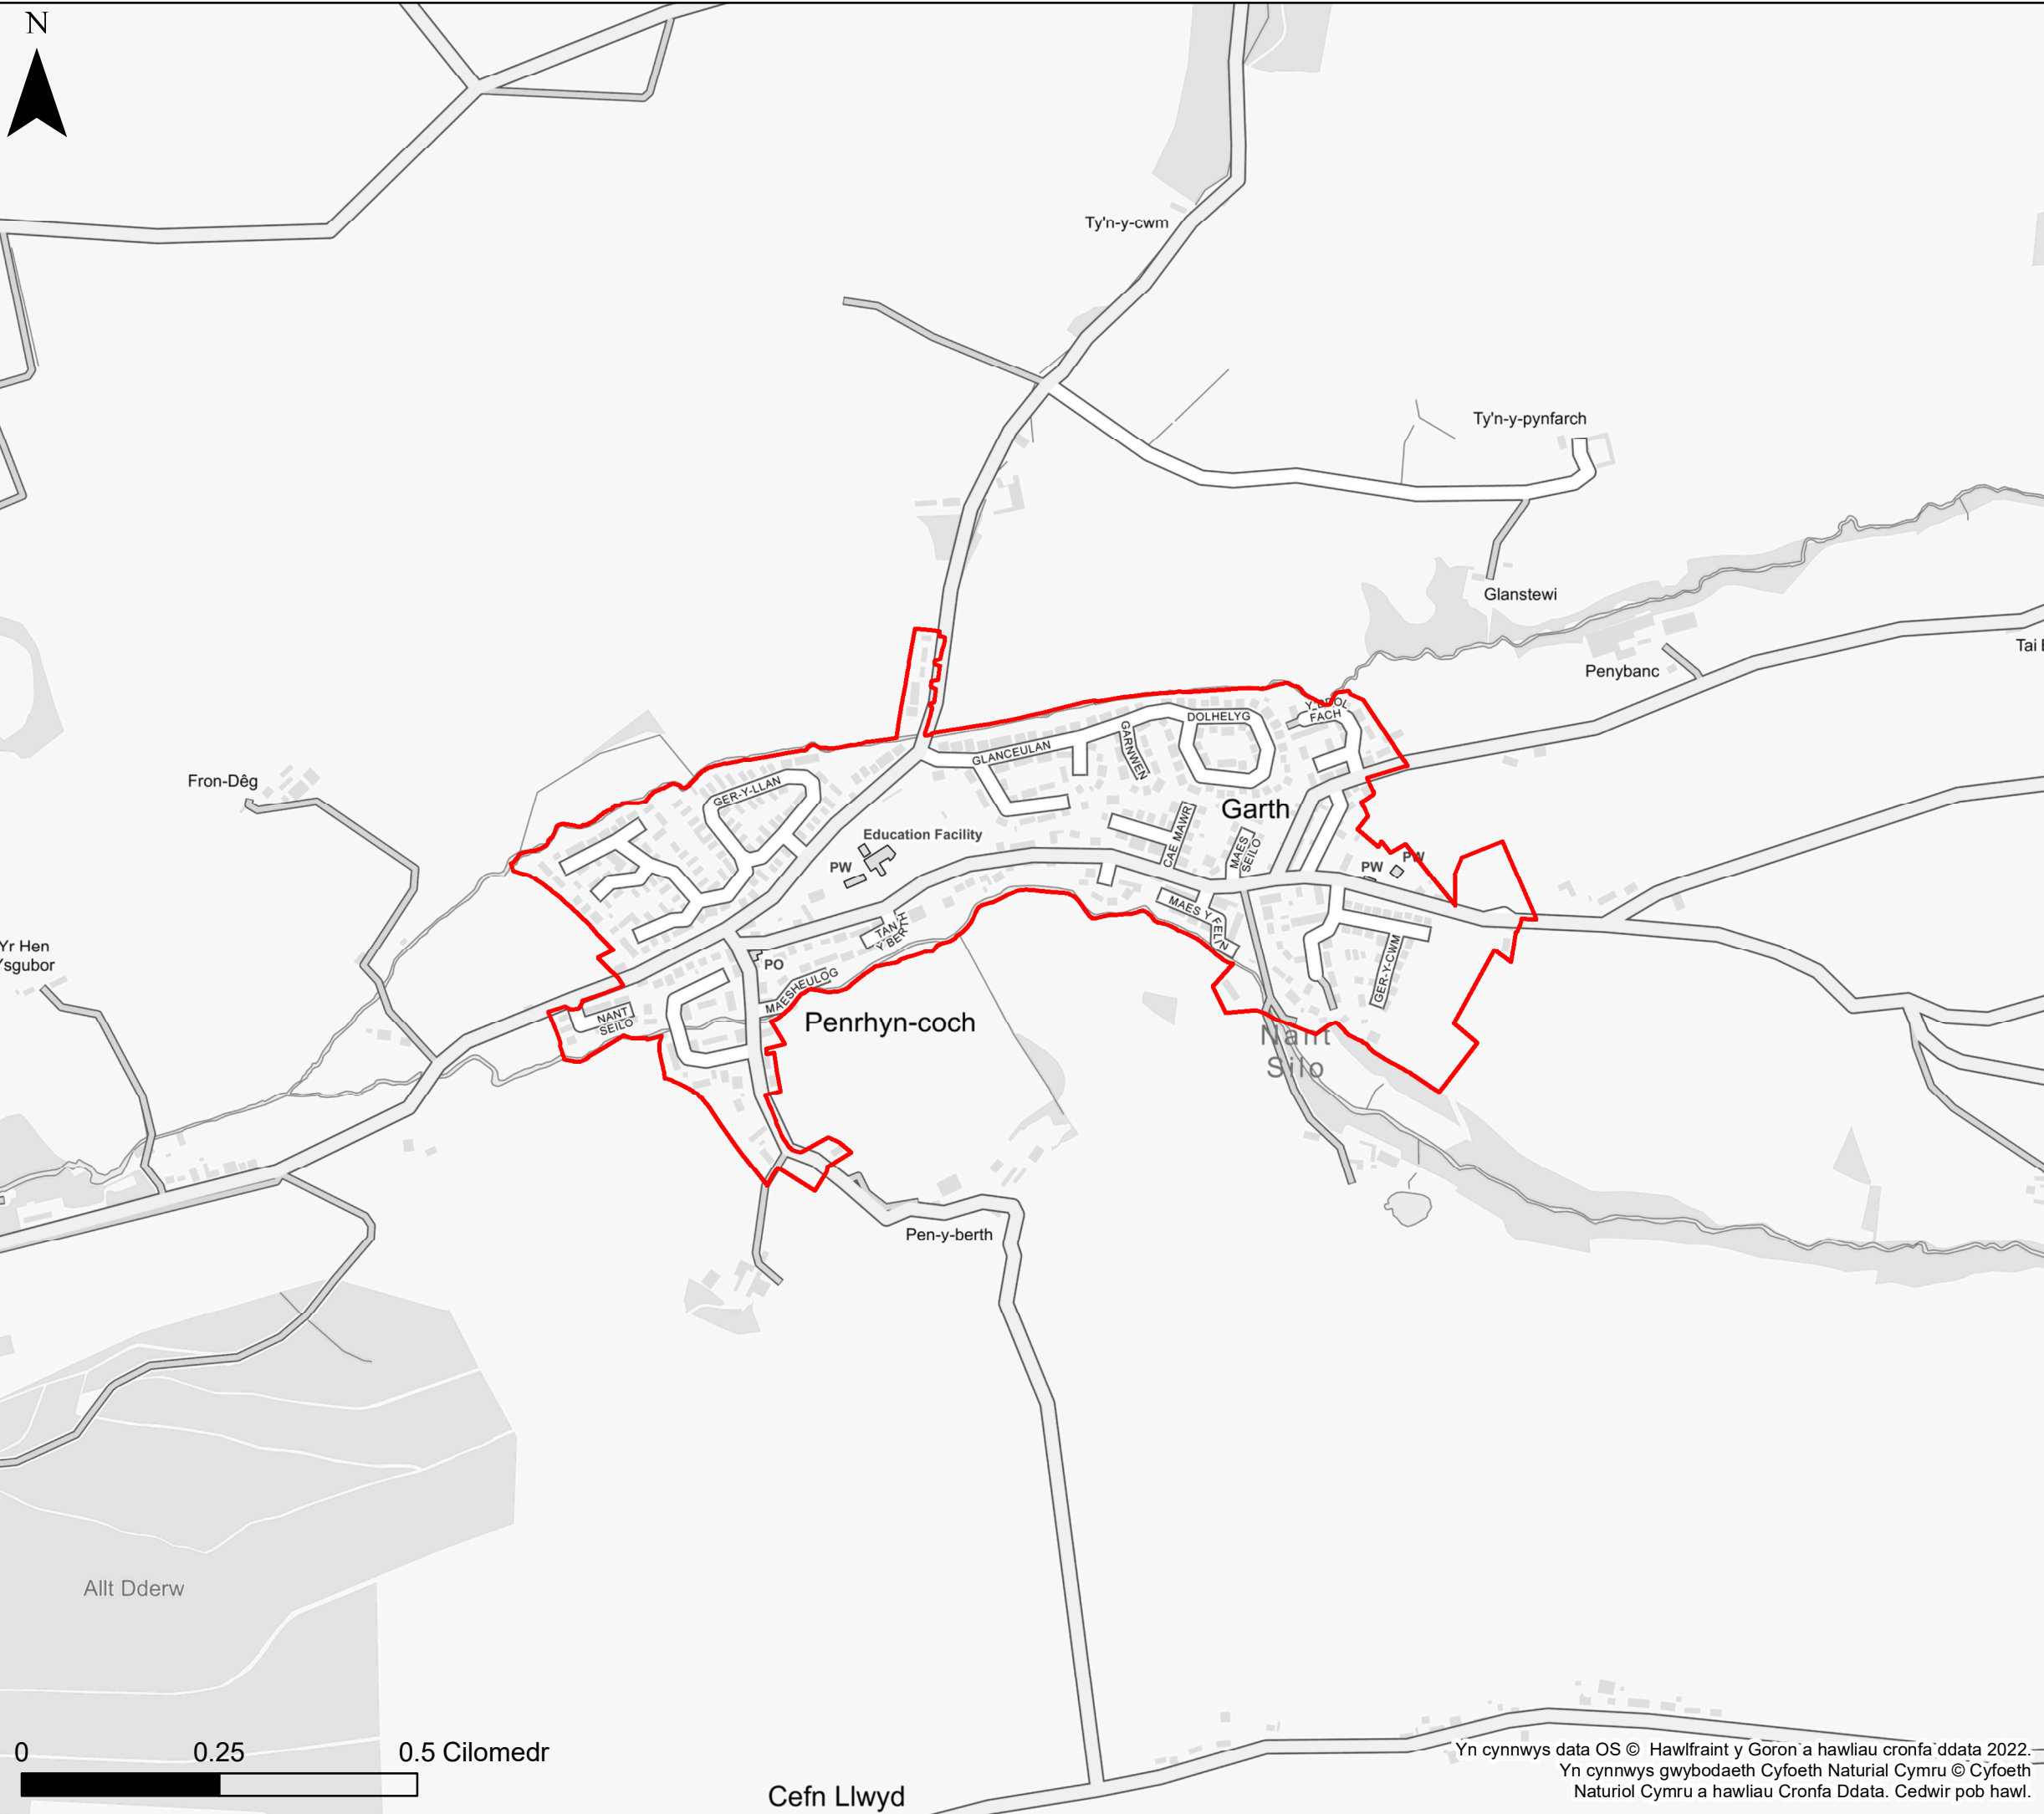 N
Ty'n-y-cwm
Ty'n-y-pynfarch
Glanstewi
Penybanc
Tai
Y DDOL
FACH
DOLHELYG
GARNWEN
GLANCEULAN
Fron-Dêg
GER-Y-LLAN
Garth
Education Facility
CAE MAWR
MAES
SEILO
PW
PW
PW
MAES Y FELIN
TAN
Y BERTH
Yr Hen
Ysgubor
PO
GER-Y-CWM
MAESHEULOG
NANT
SEILO
Penrhyn-coch
Nant
Silo
Pen-y-berth
Allt Dderw
0
0.25
0.5 Cilomedr
Cefn Llwyd
Yn cynnwys data OS © Hawlfraint y Goron a hawliau cronfa ddata 2022.
Yn cynnwys gwybodaeth Cyfoeth Naturial Cymru © Cyfoeth
Naturiol Cymru a hawliau Cronfa Ddata. Cedwir pob hawl.